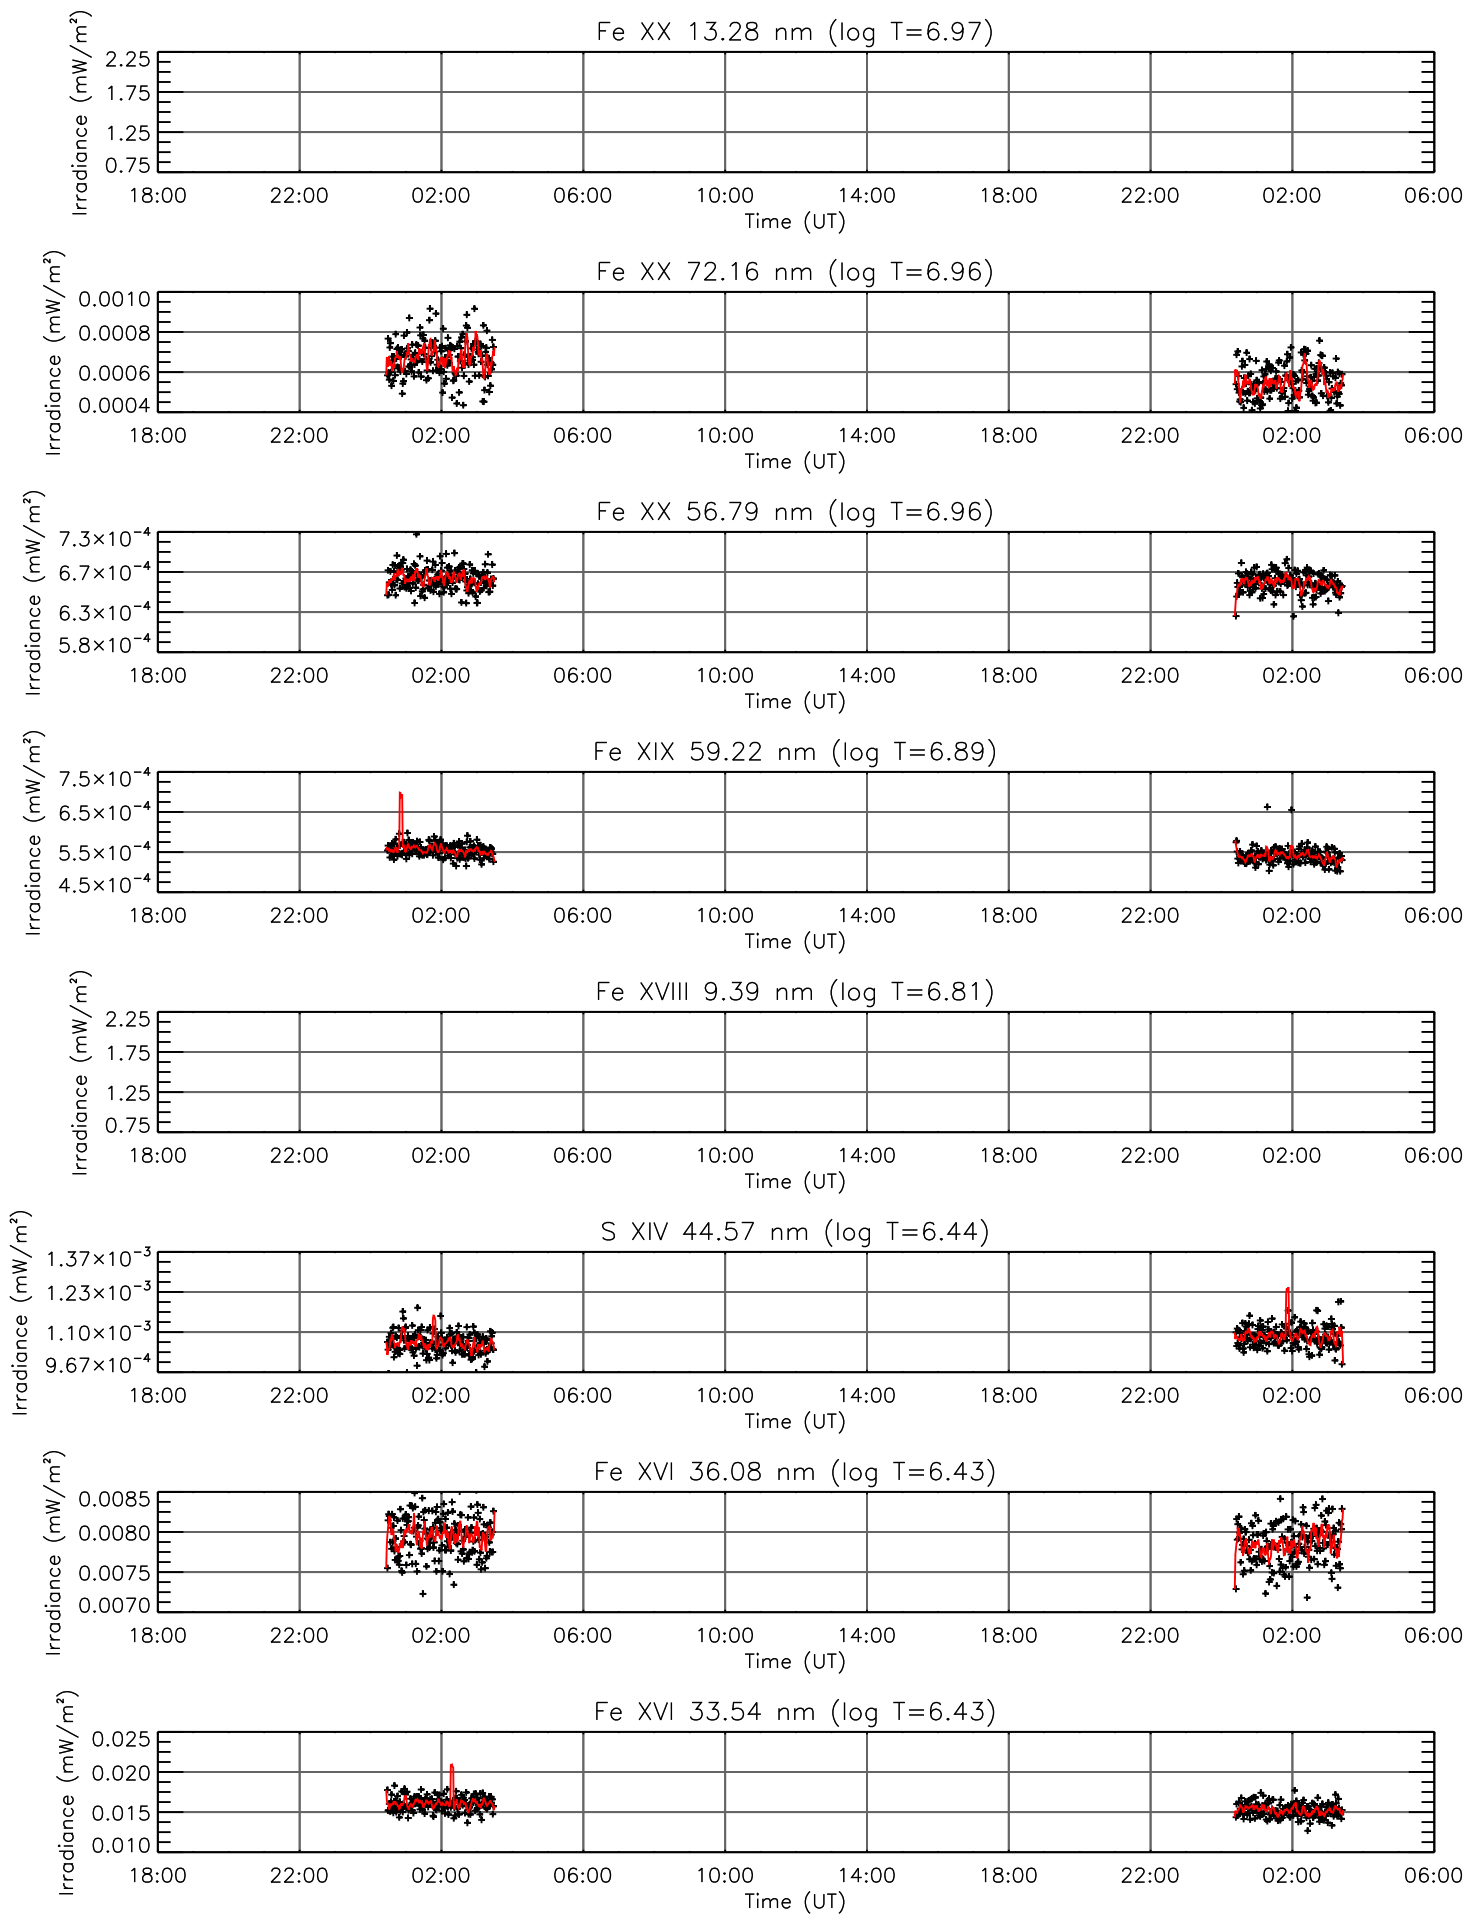 Fe XX 13.28 nm (log T=6.97)
Irradiance (mW/m²)
2.25
1.75
1.25
0.75
18:00 22:00 02:00 06:00 10:00 14:00 18:00 22:00 02:00 06:00
Time (UT)
Fe XX 72.16 nm (log T=6.96)
Irradiance (mW/m²)
0.0010
0.0008
0.0006
0.0004
18:00 22:00 02:00 06:00 10:00 14:00 18:00 22:00 02:00 06:00
Time (UT)
Fe XX 56.79 nm (log T=6.96)
Irradiance (mW/m²)
7.3×10⁻⁴
6.7×10⁻⁴
6.3×10⁻⁴
5.8×10⁻⁴
18:00 22:00 02:00 06:00 10:00 14:00 18:00 22:00 02:00 06:00
Time (UT)
Fe XIX 59.22 nm (log T=6.89)
Irradiance (mW/m²)
7.5×10⁻⁴
6.5×10⁻⁴
5.5×10⁻⁴
4.5×10⁻⁴
18:00 22:00 02:00 06:00 10:00 14:00 18:00 22:00 02:00 06:00
Time (UT)
Fe XVIII 9.39 nm (log T=6.81)
Irradiance (mW/m²)
2.25
1.75
1.25
0.75
18:00 22:00 02:00 06:00 10:00 14:00 18:00 22:00 02:00 06:00
Time (UT)
S XIV 44.57 nm (log T=6.44)
Irradiance (mW/m²)
1.37×10⁻³
1.23×10⁻³
1.10×10⁻³
9.67×10⁻⁴
18:00 22:00 02:00 06:00 10:00 14:00 18:00 22:00 02:00 06:00
Time (UT)
Fe XVI 36.08 nm (log T=6.43)
Irradiance (mW/m²)
0.0085
0.0080
0.0075
0.0070
18:00 22:00 02:00 06:00 10:00 14:00 18:00 22:00 02:00 06:00
Time (UT)
Fe XVI 33.54 nm (log T=6.43)
Irradiance (mW/m²)
0.025
0.020
0.015
0.010
18:00 22:00 02:00 06:00 10:00 14:00 18:00 22:00 02:00 06:00
Time (UT)